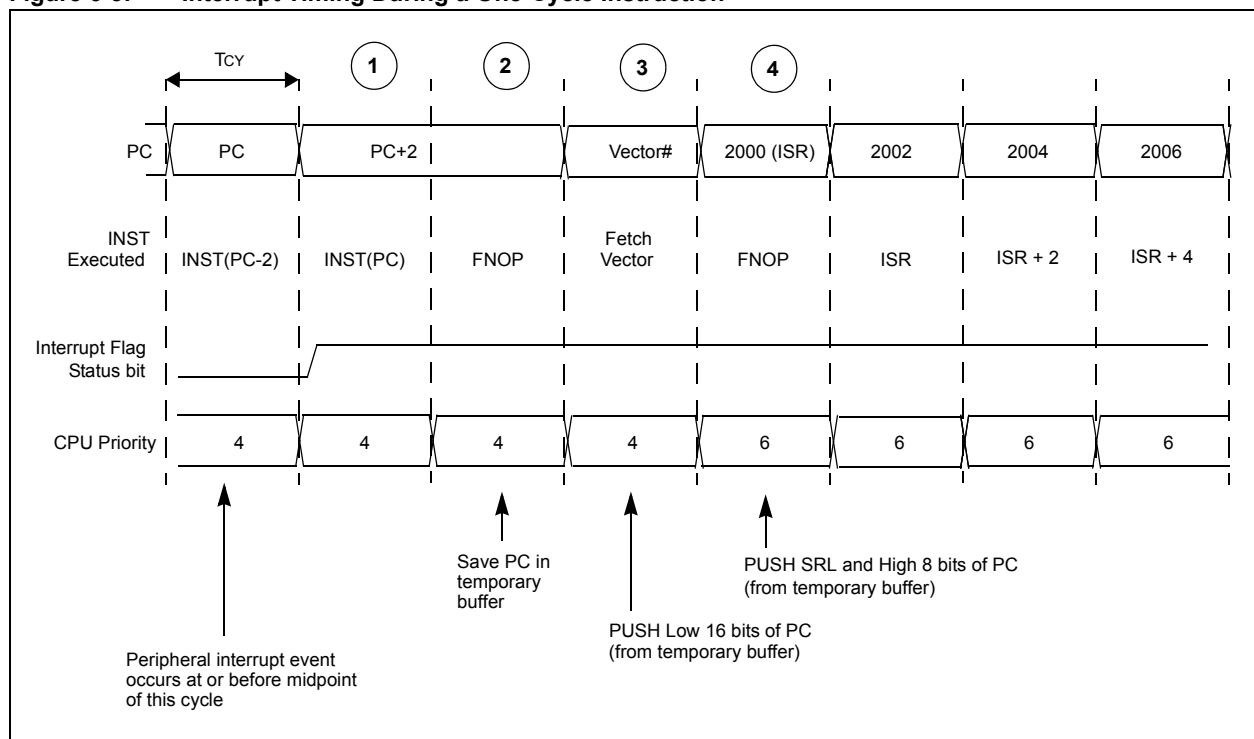 Figure 6-5: Interrupt Timing During a One-Cycle Instruction
TCY
1
2
3
4
PC
PC
PC+2
Vector#
2000 (ISR)
2002
2004
2006
INST
Executed
INST(PC-2)
INST(PC)
FNOP
Fetch
Vector
FNOP
ISR
ISR + 2
ISR + 4
Interrupt Flag
Status bit
CPU Priority
4
4
4
4
6
6
6
6
Save PC in
temporary
buffer
PUSH SRL and High 8 bits of PC
(from temporary buffer)
PUSH Low 16 bits of PC
(from temporary buffer)
Peripheral interrupt event
occurs at or before midpoint
of this cycle